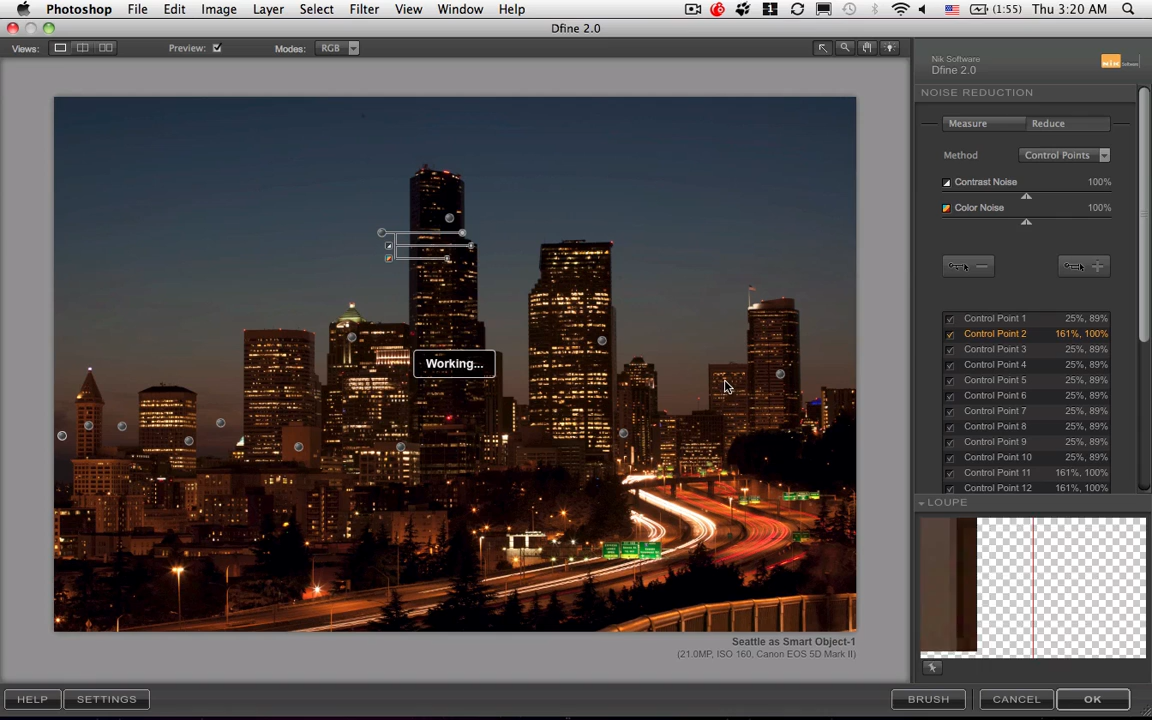 Photoshop File Edit Image Layer Select Filter View Window Help (1:55) Thu 3:20 AM
Dfine 2.0
Views: Preview: Modes: RGB
Nik Software
Dfine 2.0
NOISE REDUCTION
Measure Reduce
Method Control Points
Contrast Noise 100%
Color Noise 100%
Control Point 1 25%, 89%
Control Point 2 161%, 100%
Control Point 3 25%, 89%
Control Point 4 25%, 89%
Control Point 5 25%, 89%
Control Point 6 25%, 89%
Control Point 7 25%, 89%
Control Point 8 25%, 89%
Control Point 9 25%, 89%
Control Point 10 25%, 89%
Control Point 11 161%, 100%
Control Point 12 161%, 100%
Working...
LOUPE
Seattle as Smart Object-1
(21.0MP, ISO 160, Canon EOS 5D Mark II)
HELP SETTINGS BRUSH CANCEL OK